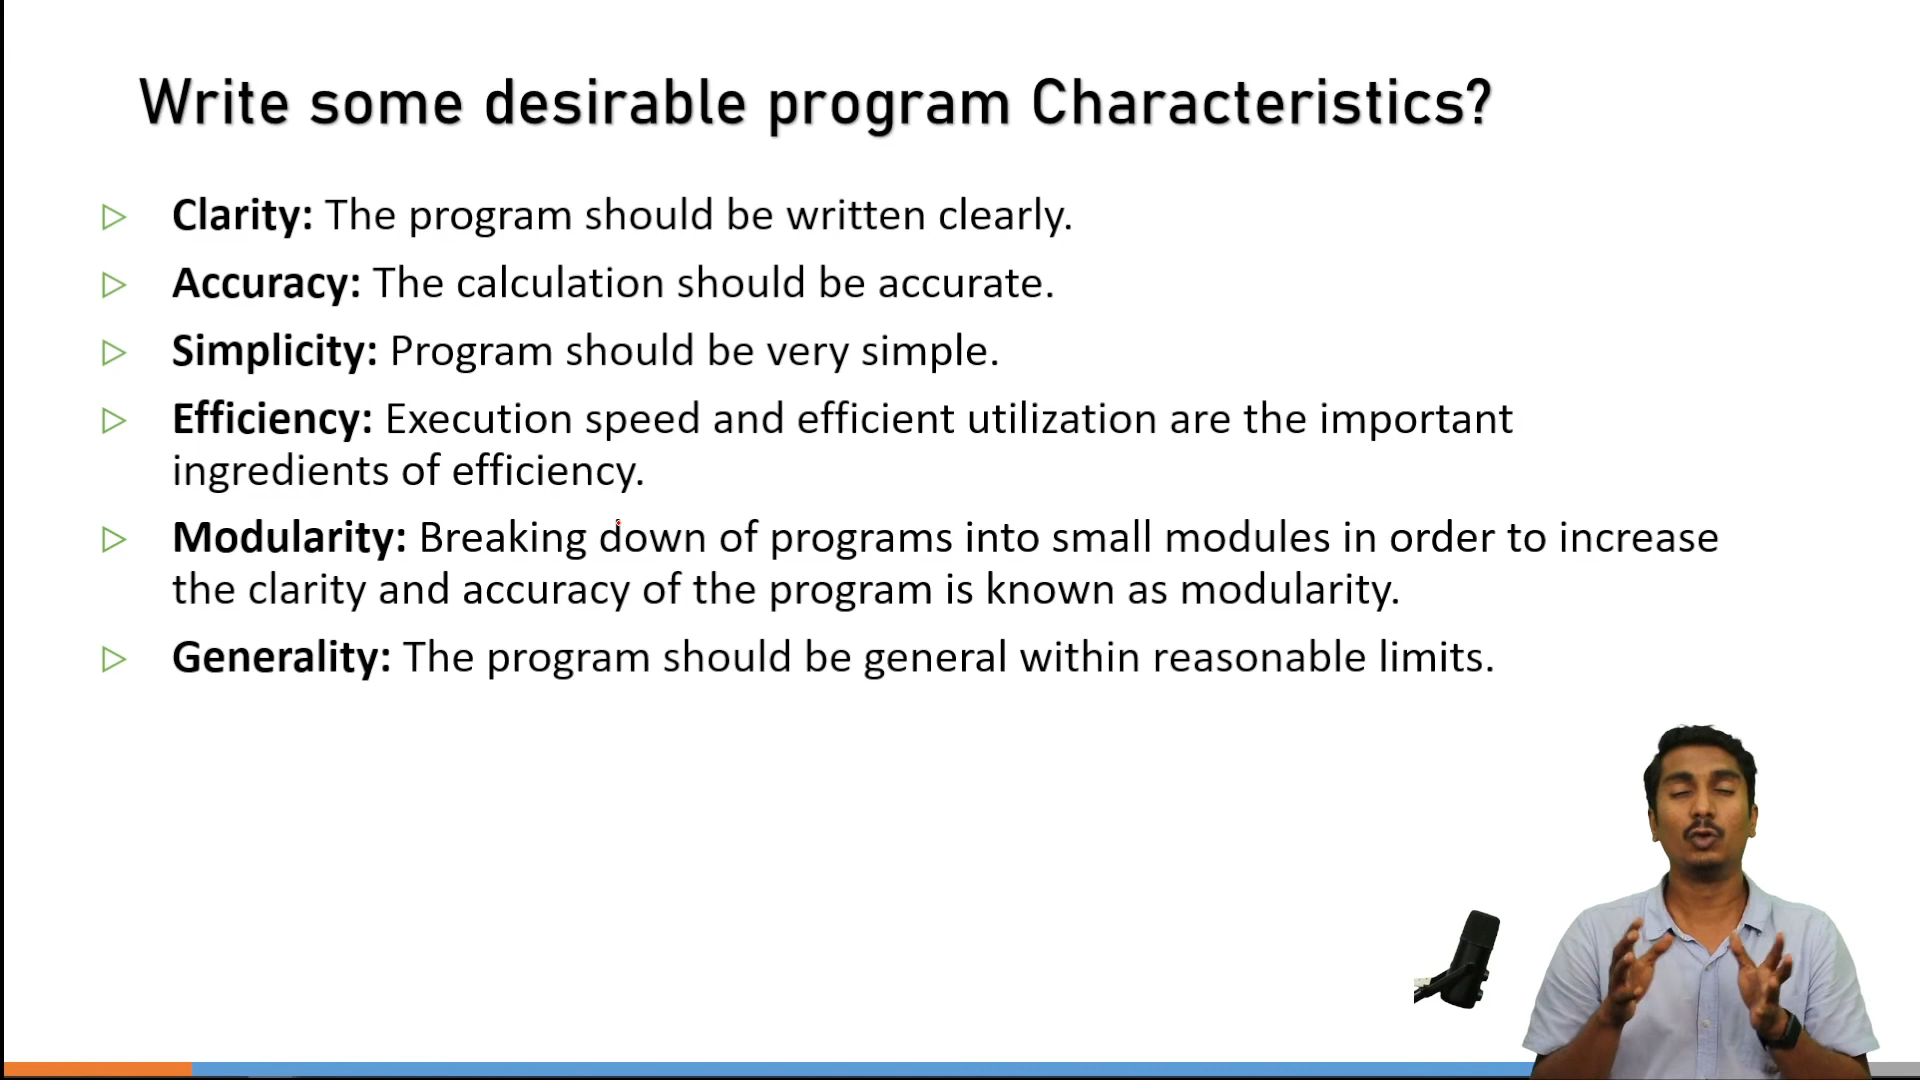 Write some desirable program Characteristics?
Clarity: The program should be written clearly.
Accuracy: The calculation should be accurate.
Simplicity: Program should be very simple.
Efficiency: Execution speed and efficient utilization are the important
ingredients of efficiency.
Modularity: Breaking down of programs into small modules in order to increase
the clarity and accuracy of the program is known as modularity.
Generality: The program should be general within reasonable limits.